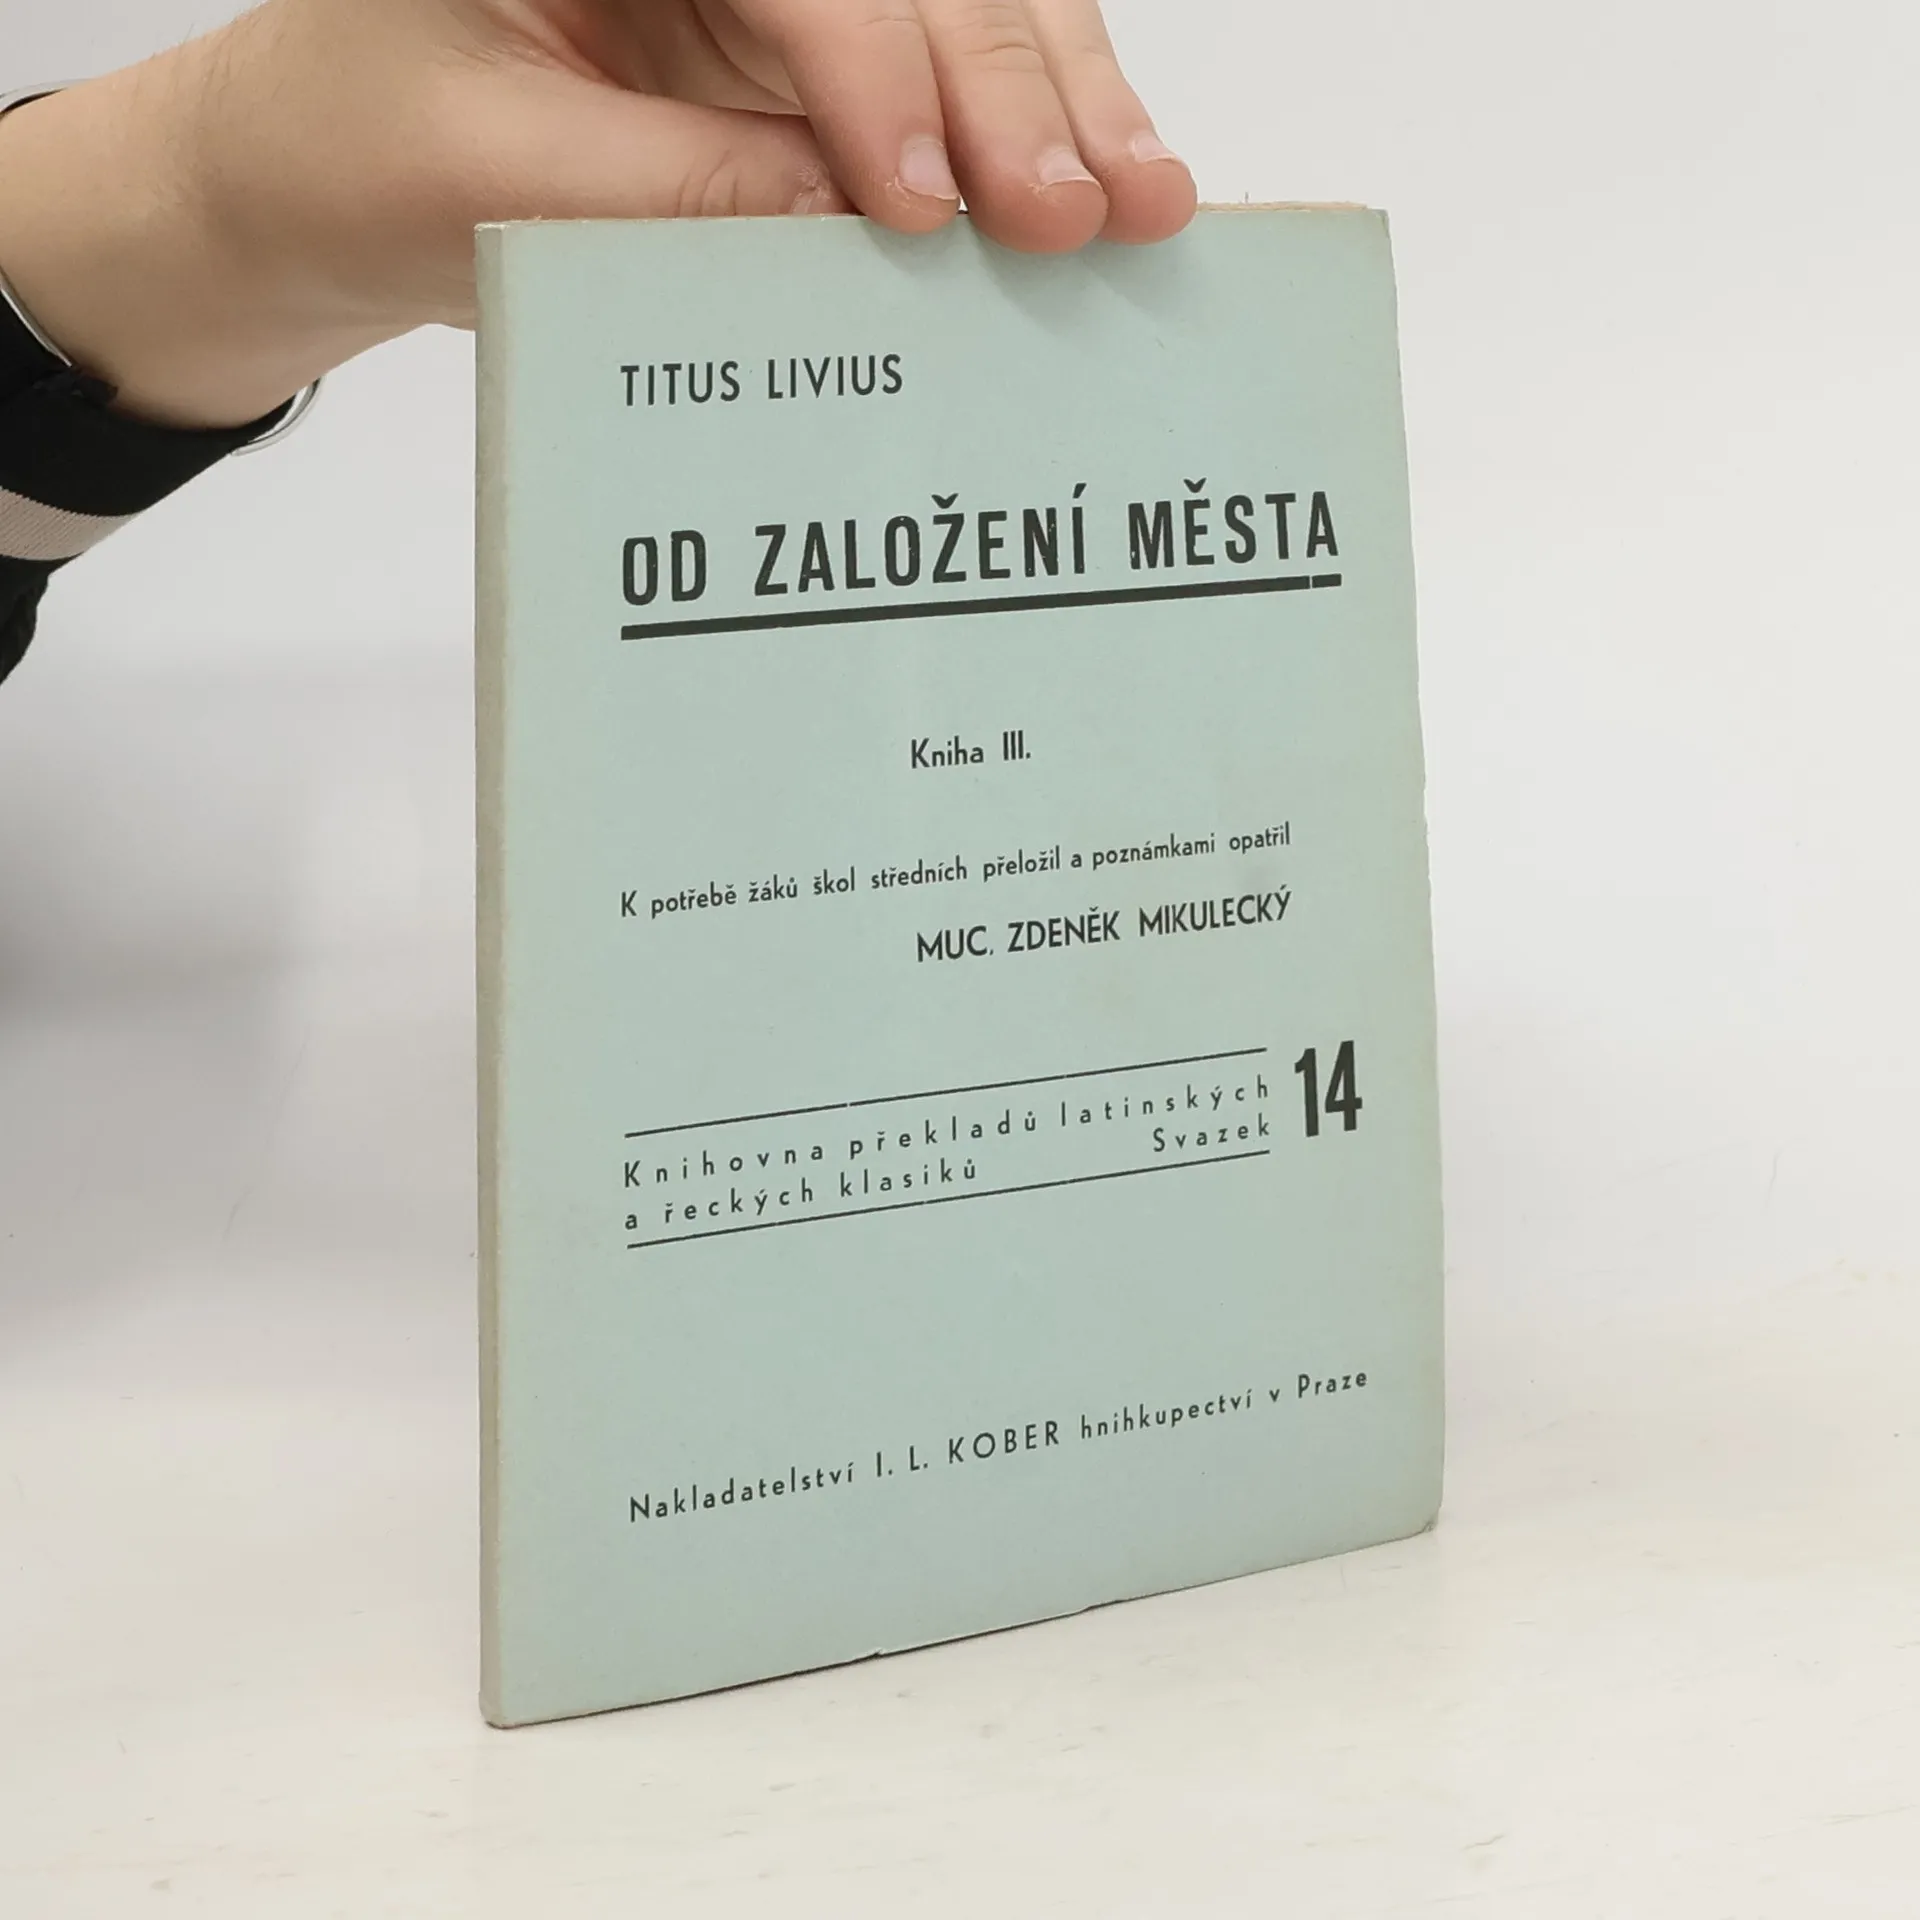 TITUS LIVIUS
OD ZALOŽENÍ MĚSTA
Kniha III.
K potřebě žáků škol středních přeložil a poznámkami opatřil
MUC. ZDENĚK MIKULECKÝ
Knihovna překladů latinských
a řeckých klasiků Svazek 14
Nakladatelství I. L. KOBER hnihkupectví v Praze